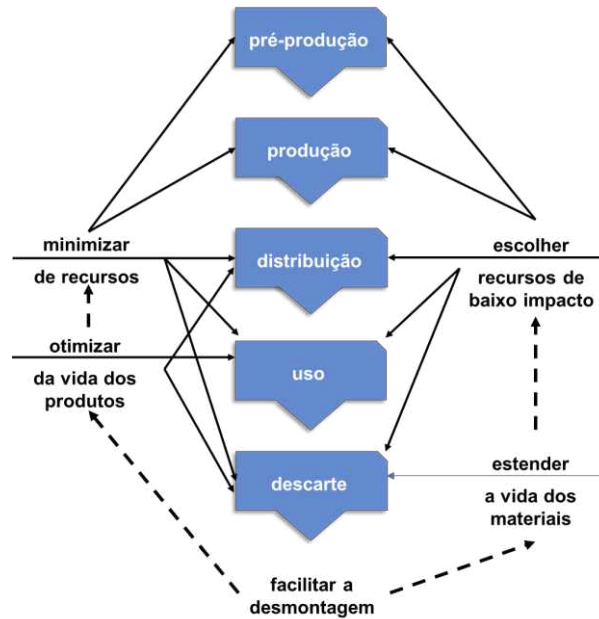 pré-produção
produção
minimizar
de recursos
distribuição
escolher
recursos de
baixo impacto
otimizar
da vida dos
produtos
uso
descarte
estender
a vida dos
materiais
facilitar a
desmontagem